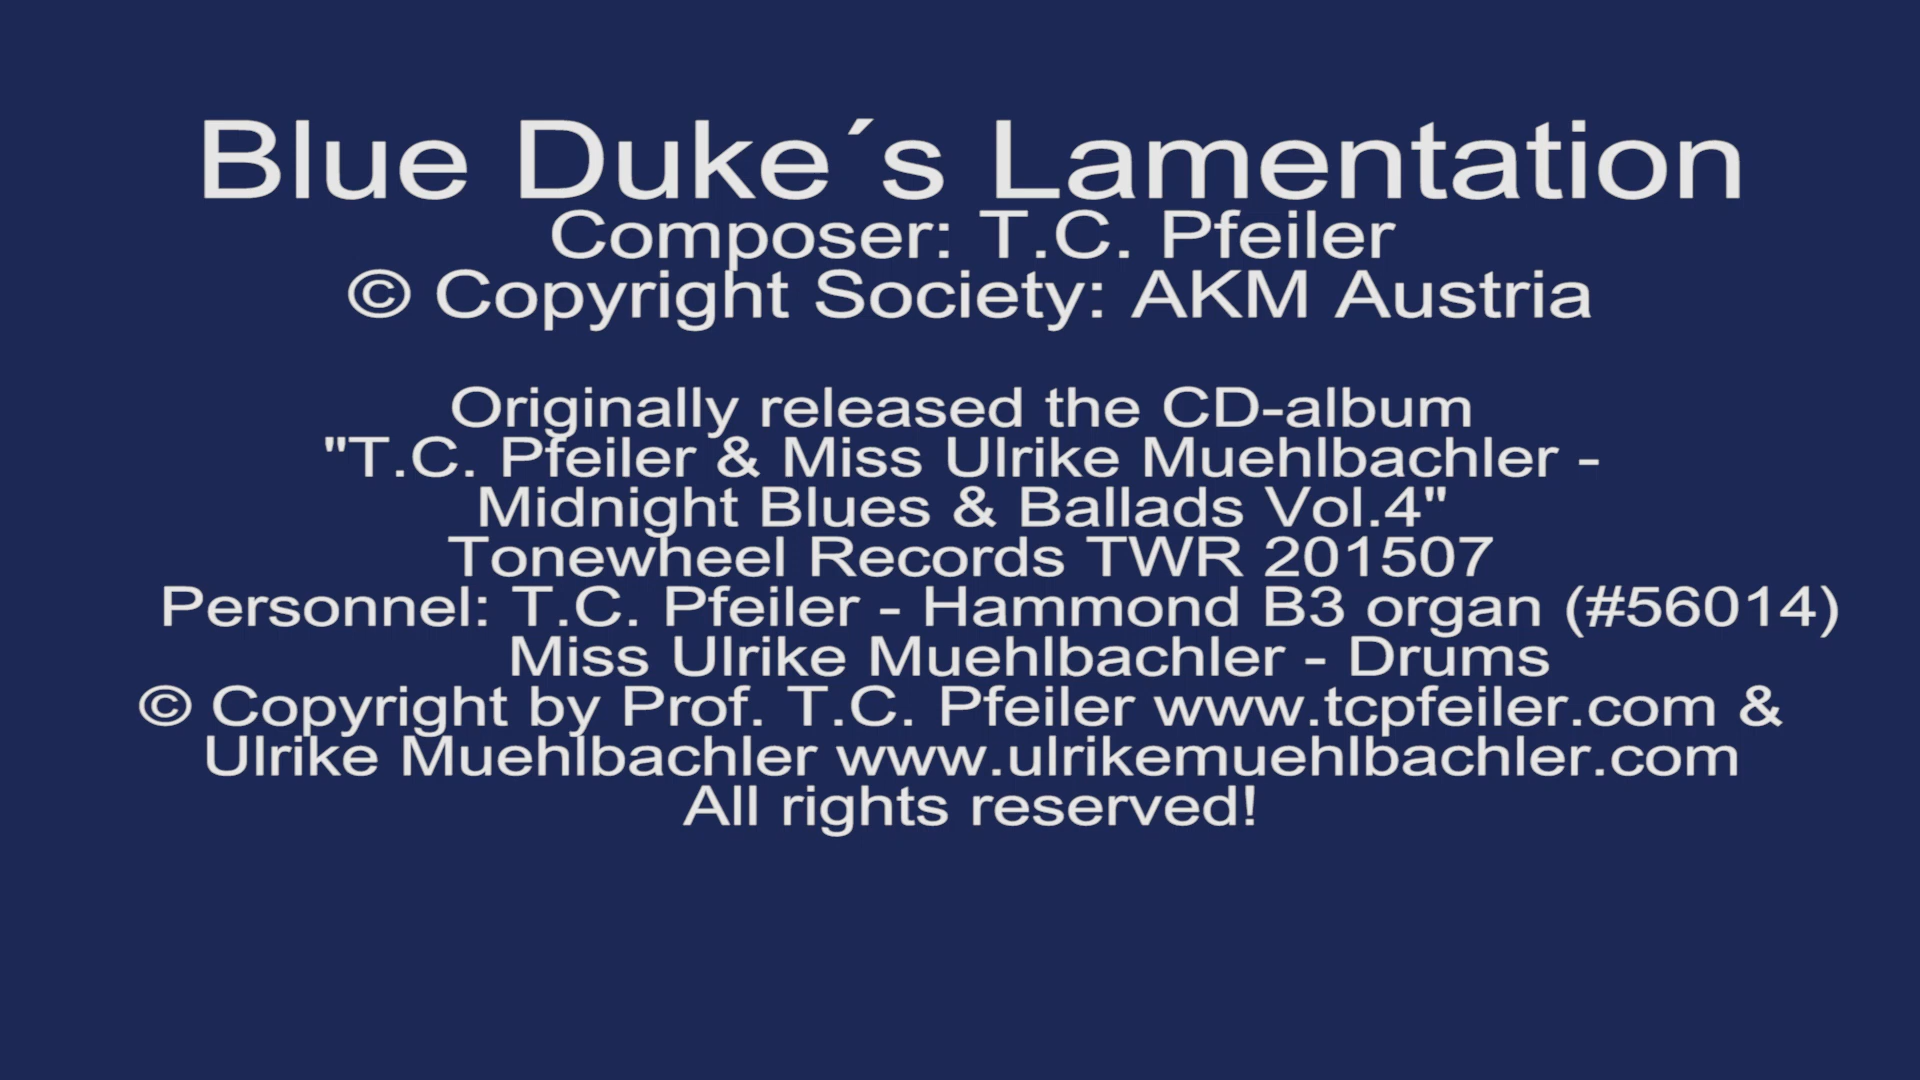 Blue Duke´s Lamentation
Composer: T.C. Pfeiler
© Copyright Society: AKM Austria
Originally released the CD-album
"T.C. Pfeiler & Miss Ulrike Muehlbachler -
Midnight Blues & Ballads Vol.4"
Tonewheel Records TWR 201507
Personnel: T.C. Pfeiler - Hammond B3 organ (#56014)
Miss Ulrike Muehlbachler - Drums
© Copyright by Prof. T.C. Pfeiler www.tcpfeiler.com &
Ulrike Muehlbachler www.ulrikemuehlbachler.com
All rights reserved!